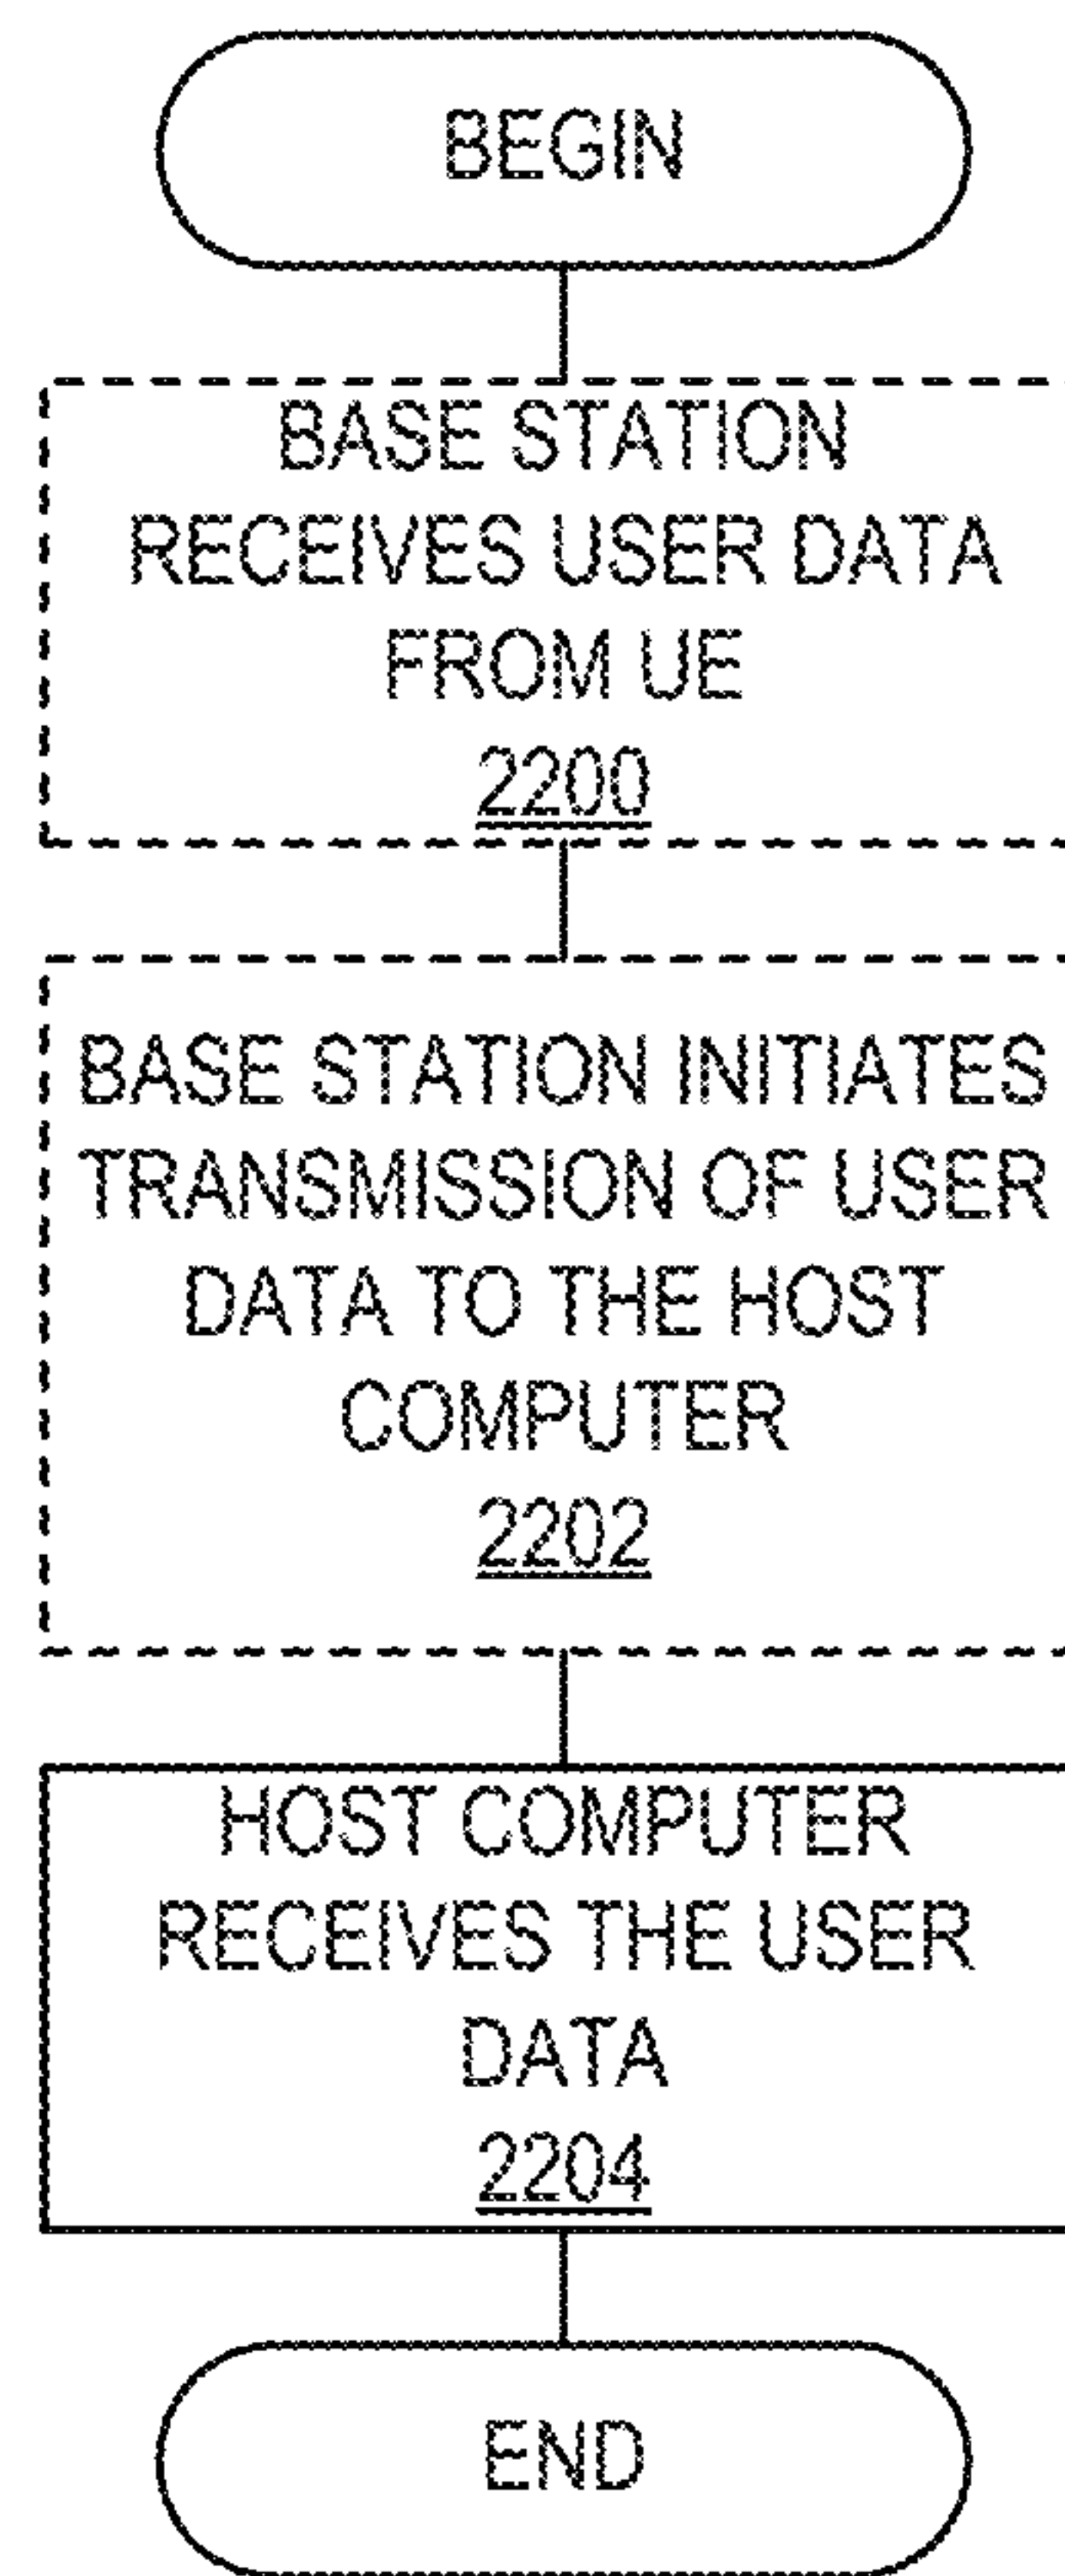 BEGIN
BASE STATION
RECEIVES USER DATA
FROM UE
2200
BASE STATION INITIATES
TRANSMISSION OF USER
DATA TO THE HOST
COMPUTER
2202
HOST COMPUTER
RECEIVES THE USER
DATA
2204
END